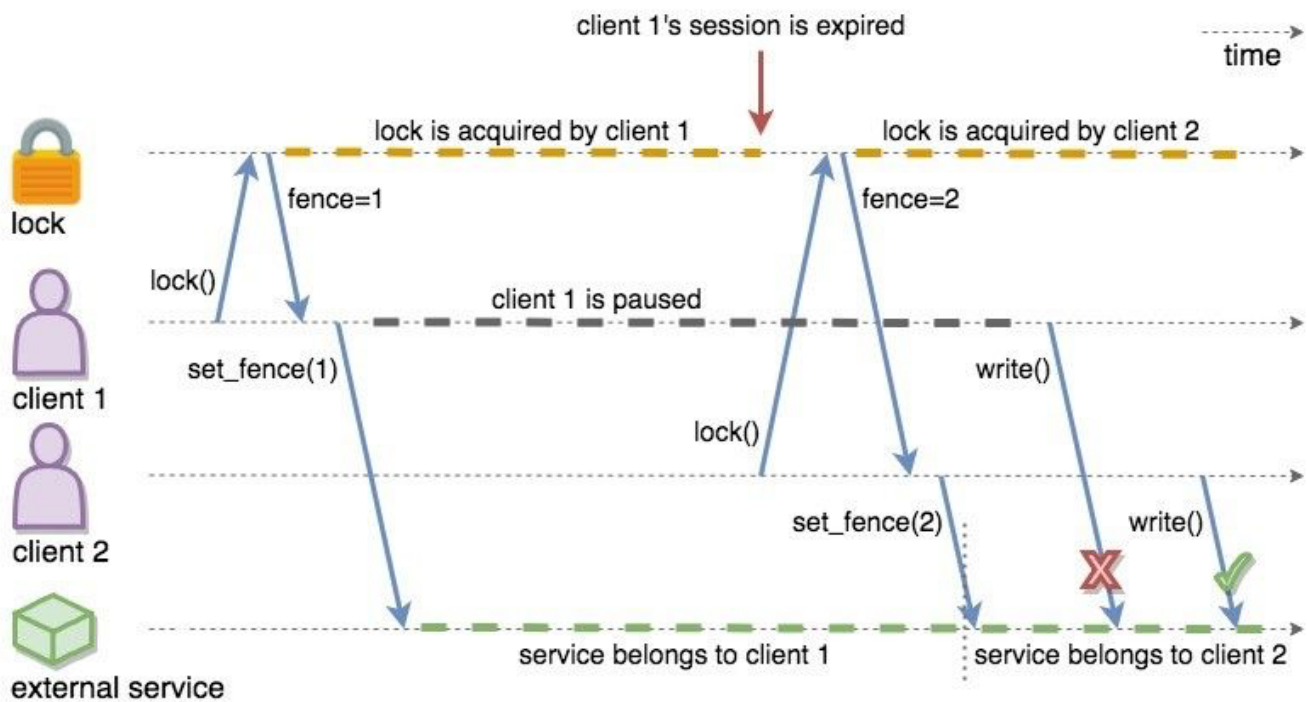 client 1's session is expired
time
lock is acquired by client 1
lock is acquired by client 2
lock
fence=1
fence=2
lock()
client 1 is paused
client 1
set_fence(1)
write()
lock()
client 2
set_fence(2)
write()
external service
service belongs to client 1
service belongs to client 2